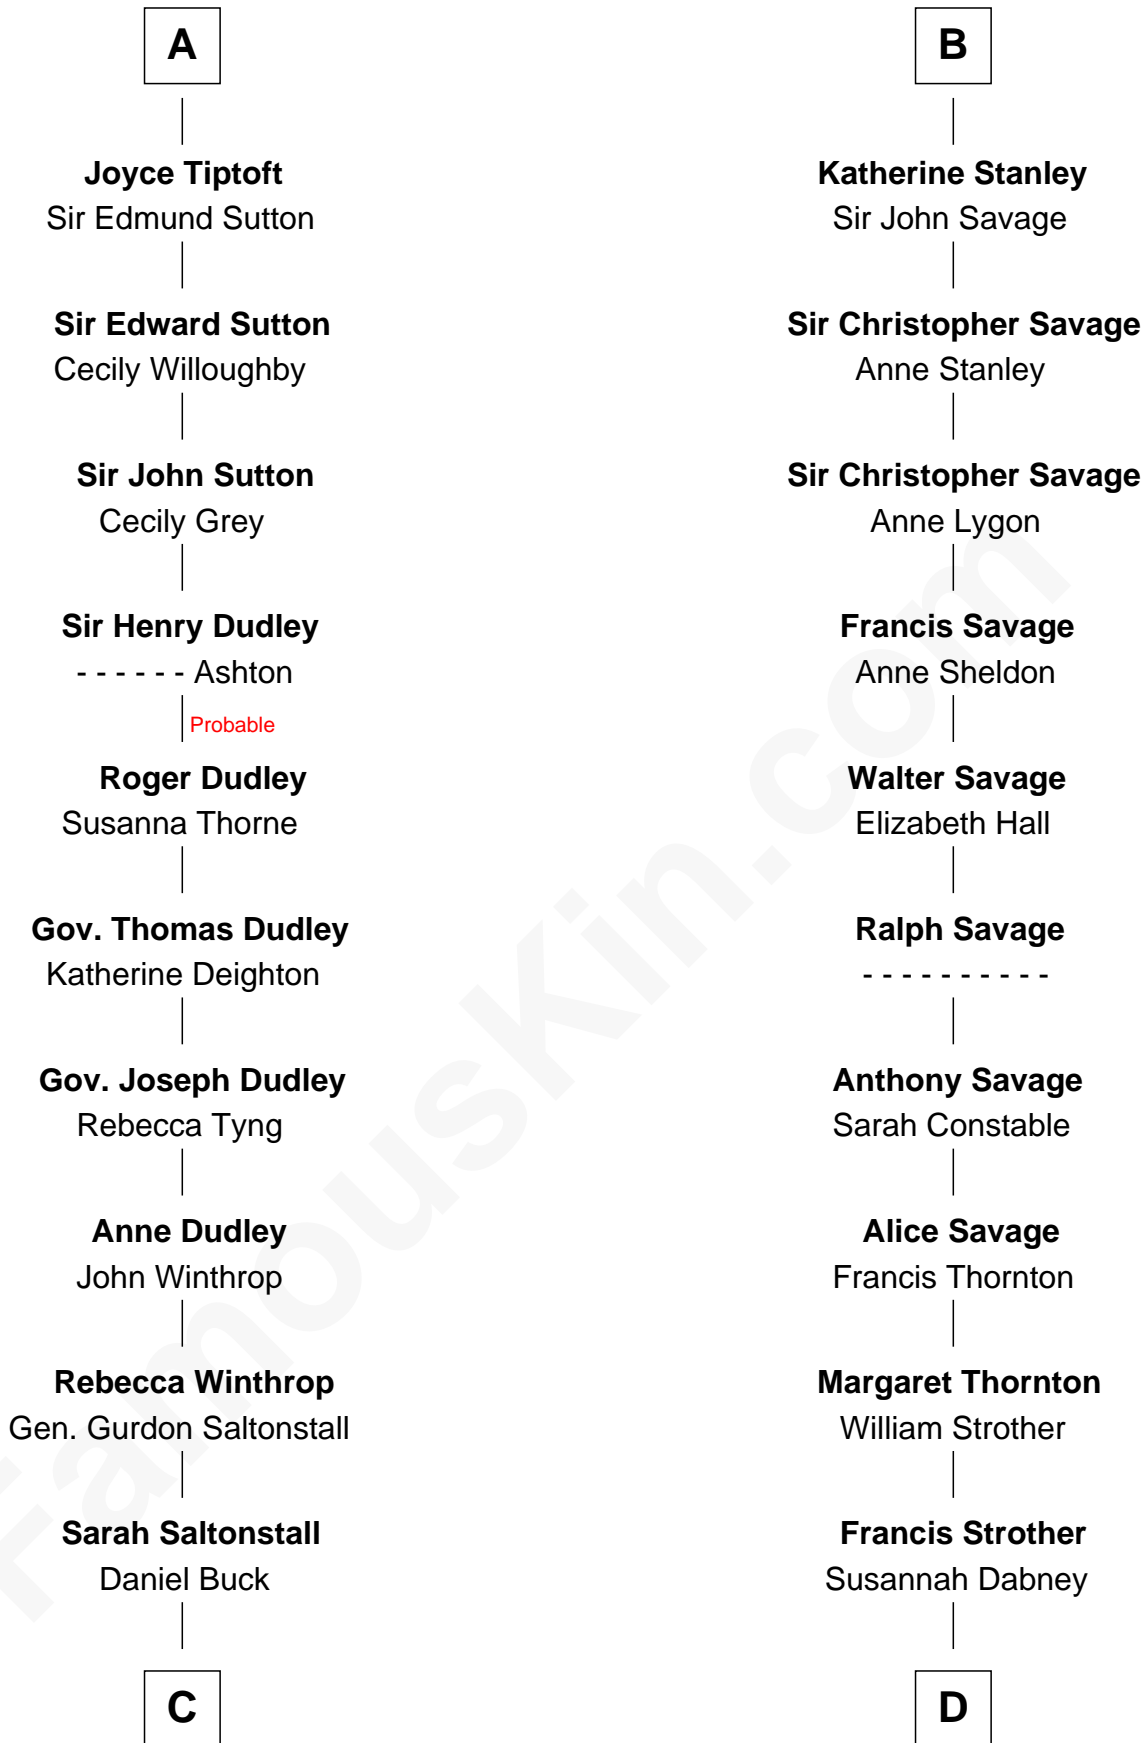 A
Joyce Tiptoft
Sir Edmund Sutton
Sir Edward Sutton
Cecily Willoughby
Sir John Sutton
Cecily Grey
Sir Henry Dudley
- - - - - - Ashton
Probable
Roger Dudley
Susanna Thorne
Gov. Thomas Dudley
Katherine Deighton
Gov. Joseph Dudley
Rebecca Tyng
Anne Dudley
John Winthrop
Rebecca Winthrop
Gen. Gurdon Saltonstall
Sarah Saltonstall
Daniel Buck
C
B
Katherine Stanley
Sir John Savage
Sir Christopher Savage
Anne Stanley
Sir Christopher Savage
Anne Lygon
Francis Savage
Anne Sheldon
Walter Savage
Elizabeth Hall
Ralph Savage
- - - - - - - - - -
Anthony Savage
Sarah Constable
Alice Savage
Francis Thornton
Margaret Thornton
William Strother
Francis Strother
Susannah Dabney
D
FamousKin.com